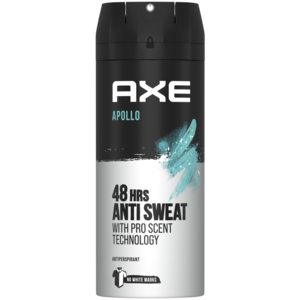 AXE
APOLLO
48 HRS
ANTI SWEAT
WITH PRO SCENT
TECHNOLOGY
ANTIPERSPIRANT
NO WHITE MARKS